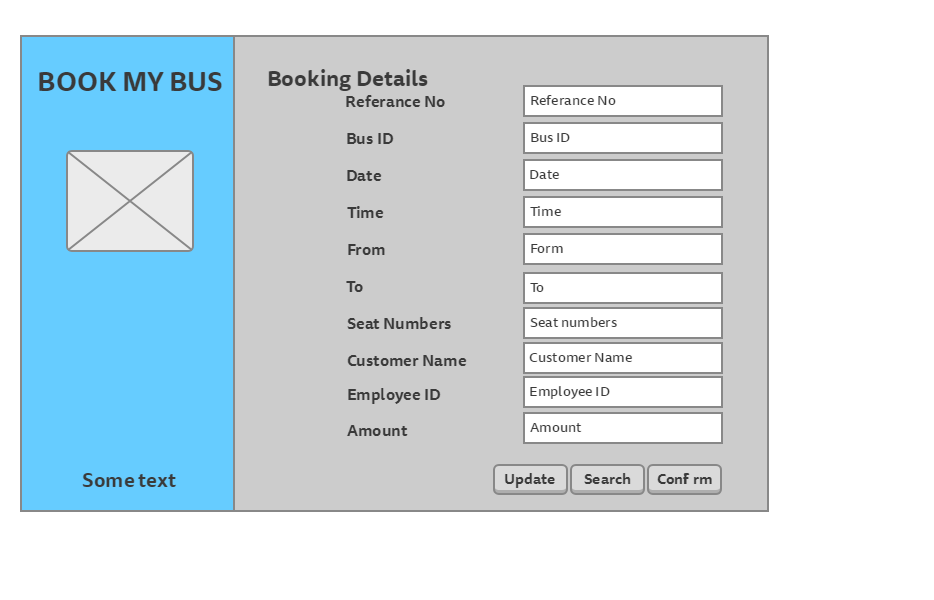 BOOK MY BUS
Some text
Booking Details
Referance No Referance No
Bus ID Bus ID
Date Date
Time Time
From Form
To To
Seat Numbers Seat numbers
Customer Name Customer Name
Employee ID Employee ID
Amount Amount
Update Search Conf rm